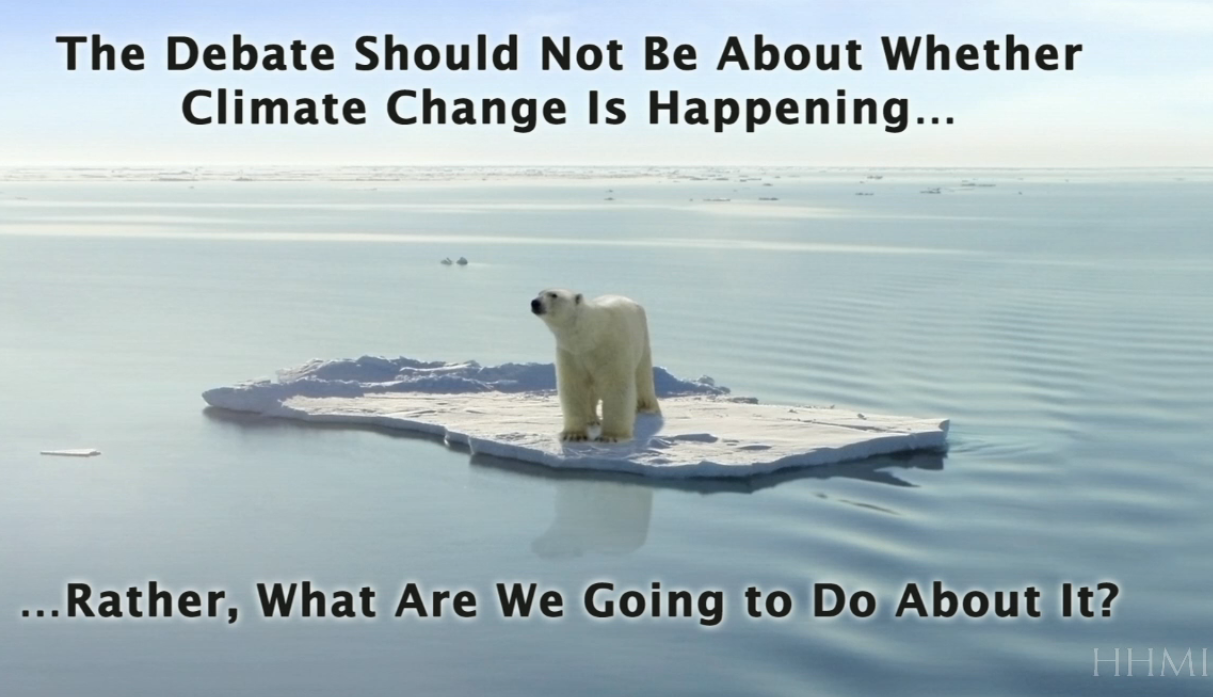 The Debate Should Not Be About Whether
Climate Change Is Happening...
...Rather, What Are We Going to Do About It?
HHMI